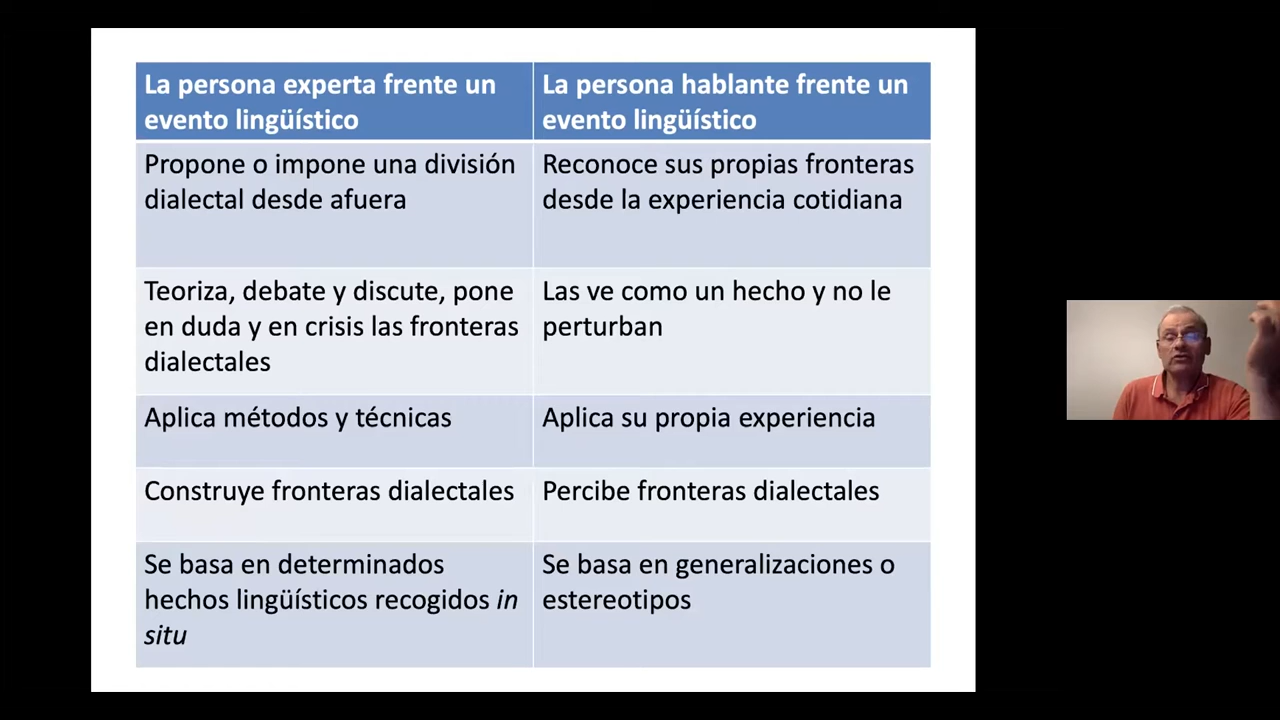 La persona experta frente un
evento lingüístico
La persona hablante frente un
evento lingüístico
Propone o impone una división
dialectal desde afuera
Reconoce sus propias fronteras
desde la experiencia cotidiana
Teoriza, debate y discute, pone
en duda y en crisis las fronteras
dialectales
Las ve como un hecho y no le
perturban
Aplica métodos y técnicas
Aplica su propia experiencia
Construye fronteras dialectales
Percibe fronteras dialectales
Se basa en determinados
hechos lingüísticos recogidos in
situ
Se basa en generalizaciones o
estereotipos